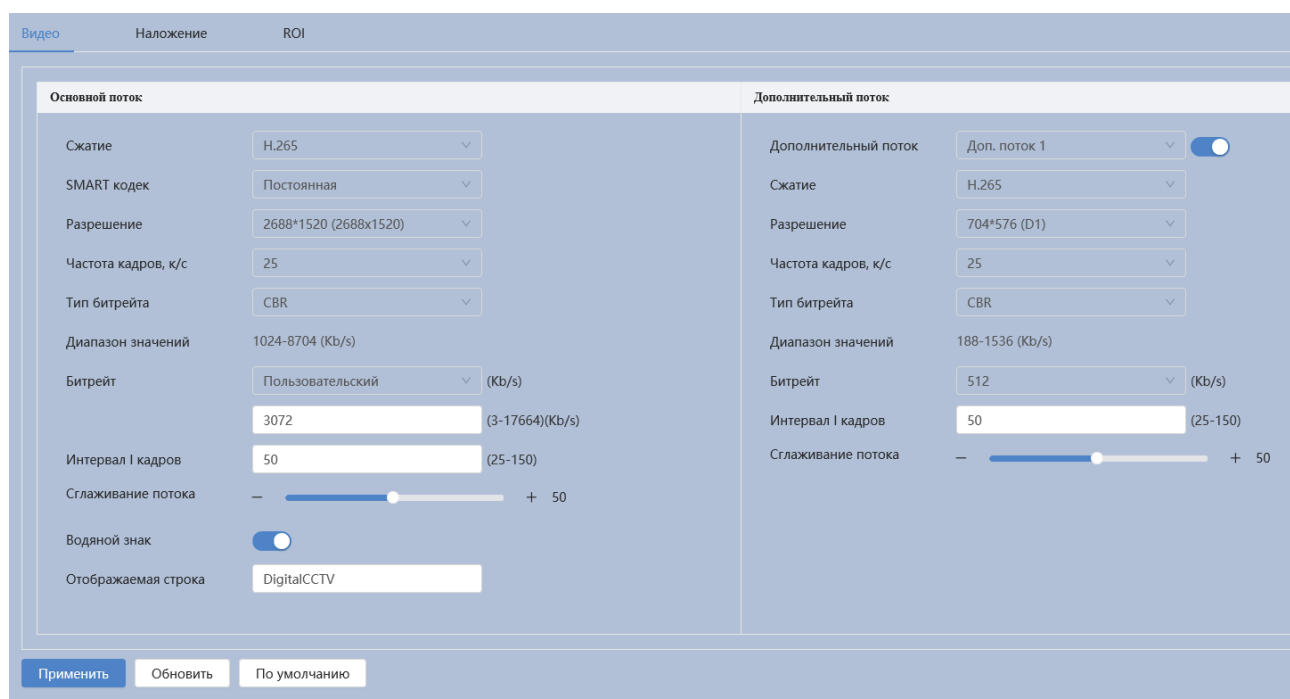 Видео Наложение ROI
Основной поток
Сжатие H.265
SMART кодек Постоянная
Разрешение 2688*1520 (2688x1520)
Частота кадров, к/с 25
Тип битрейта CBR
Диапазон значений 1024-8704 (Kb/s)
Битрейт Пользовательский (Kb/s)
3072 (3-17664)(Kb/s)
Интервал I кадров 50 (25-150)
Сглаживание потока − + 50
Водяной знак
Отображаемая строка DigitalCCTV
Дополнительный поток
Дополнительный поток Доп. поток 1
Сжатие H.265
Разрешение 704*576 (D1)
Частота кадров, к/с 25
Тип битрейта CBR
Диапазон значений 188-1536 (Kb/s)
Битрейт 512 (Kb/s)
Интервал I кадров 50 (25-150)
Сглаживание потока − + 50
Применить Обновить По умолчанию